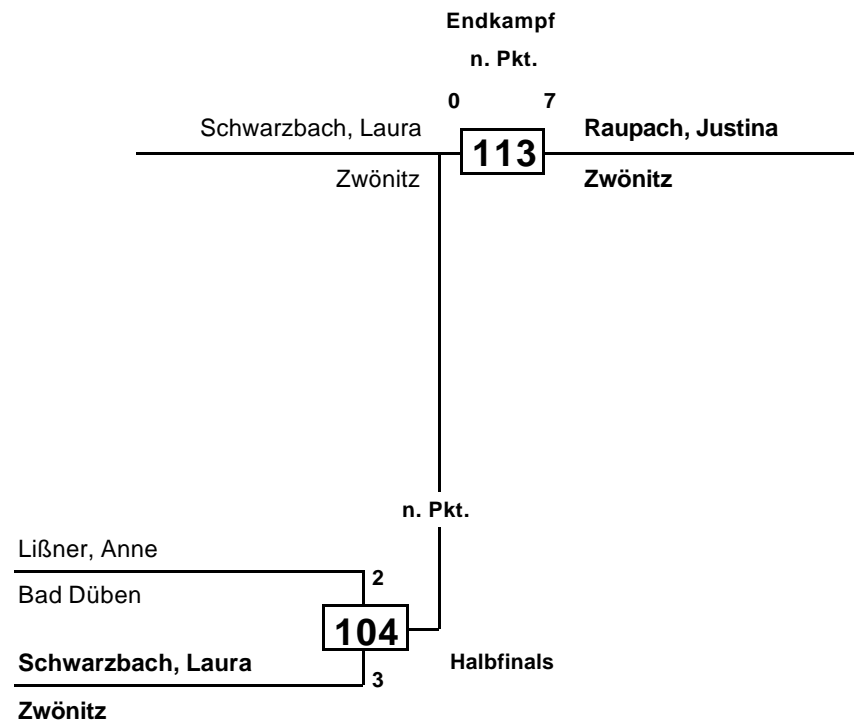 Endkampf
n. Pkt.
0 7
Schwarzbach, Laura 113 Raupach, Justina
Zwönitz Zwönitz
n. Pkt.
Lißner, Anne
2
Bad Düben
104
Schwarzbach, Laura Halbfinals
3
Zwönitz